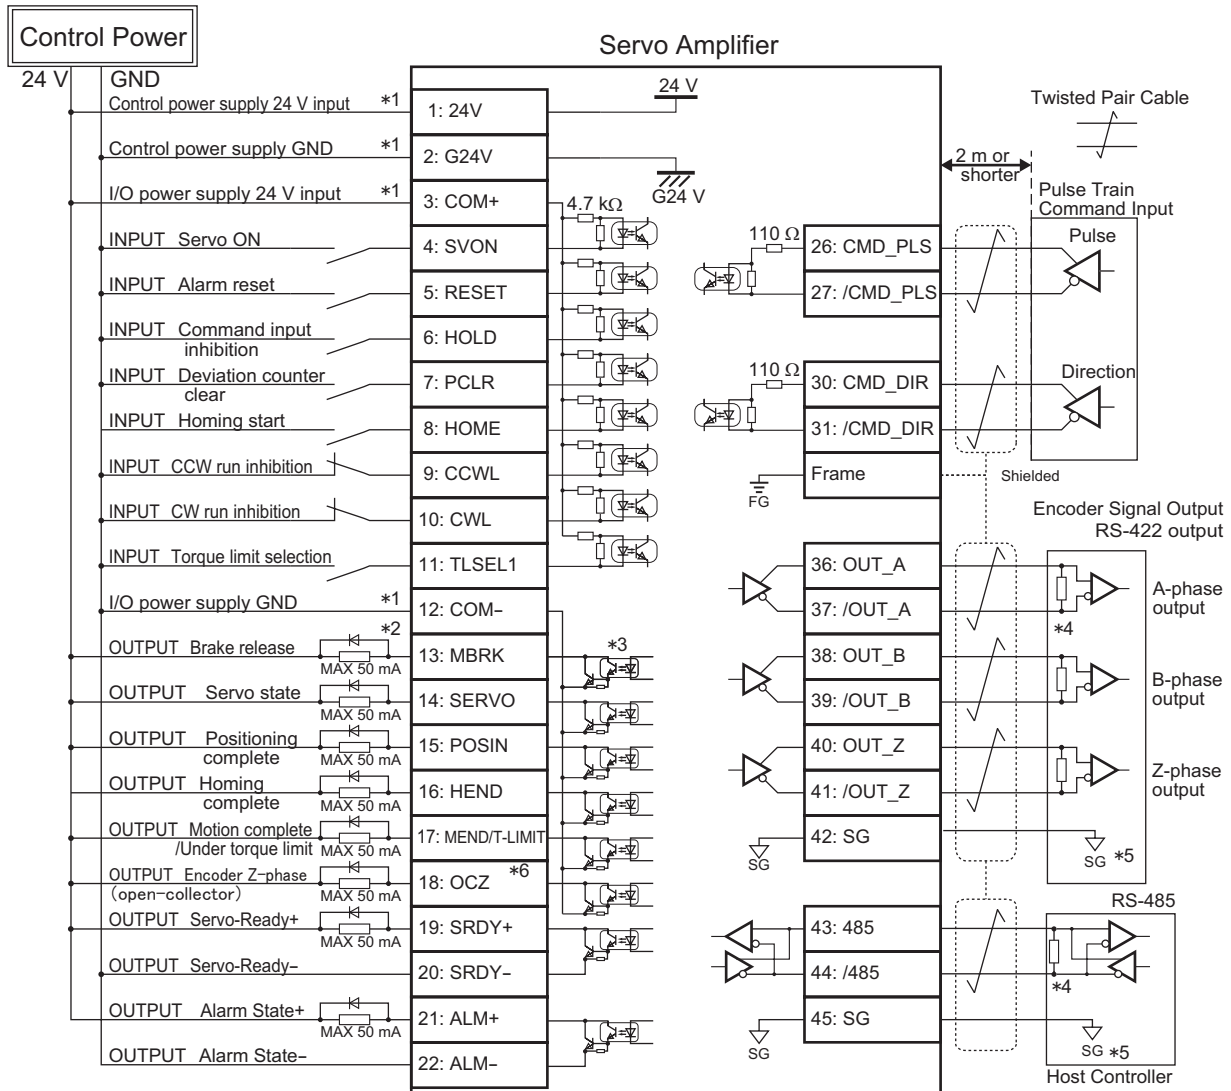 Control Power
Servo Amplifier
24 V
GND
Control power supply 24 V input *1
1: 24V
24 V
Control power supply GND *1
2: G24V
G24 V
I/O power supply 24 V input *1
3: COM+
4.7 kΩ
INPUT Servo ON
4: SVON
INPUT Alarm reset
5: RESET
INPUT Command input
inhibition
6: HOLD
INPUT Deviation counter
clear
7: PCLR
INPUT Homing start
8: HOME
INPUT CCW run inhibition
9: CCWL
INPUT CW run inhibition
10: CWL
INPUT Torque limit selection
11: TLSEL1
I/O power supply GND *1
12: COM−
*2
OUTPUT Brake release
MAX 50 mA
13: MBRK
*3
OUTPUT Servo state
MAX 50 mA
14: SERVO
OUTPUT Positioning
complete
MAX 50 mA
15: POSIN
OUTPUT Homing
complete
MAX 50 mA
16: HEND
OUTPUT Motion complete
/Under torque limit
MAX 50 mA
17: MEND/T-LIMIT
OUTPUT Encoder Z-phase
(open-collector)
MAX 50 mA
18: OCZ *6
OUTPUT Servo-Ready+
MAX 50 mA
19: SRDY+
OUTPUT Servo-Ready−
20: SRDY−
OUTPUT Alarm State+
MAX 50 mA
21: ALM+
OUTPUT Alarm State−
22: ALM−
Twisted Pair Cable
2 m or
shorter
Pulse Train
Command Input
110 Ω
26: CMD_PLS
Pulse
27: /CMD_PLS
110 Ω
30: CMD_DIR
Direction
31: /CMD_DIR
Frame
FG
Shielded
Encoder Signal Output
RS-422 output
36: OUT_A
37: /OUT_A
*4
A-phase
output
38: OUT_B
39: /OUT_B
B-phase
output
40: OUT_Z
41: /OUT_Z
Z-phase
output
42: SG
SG
SG *5
RS-485
43: 485
44: /485
*4
45: SG
SG
SG *5
Host Controller